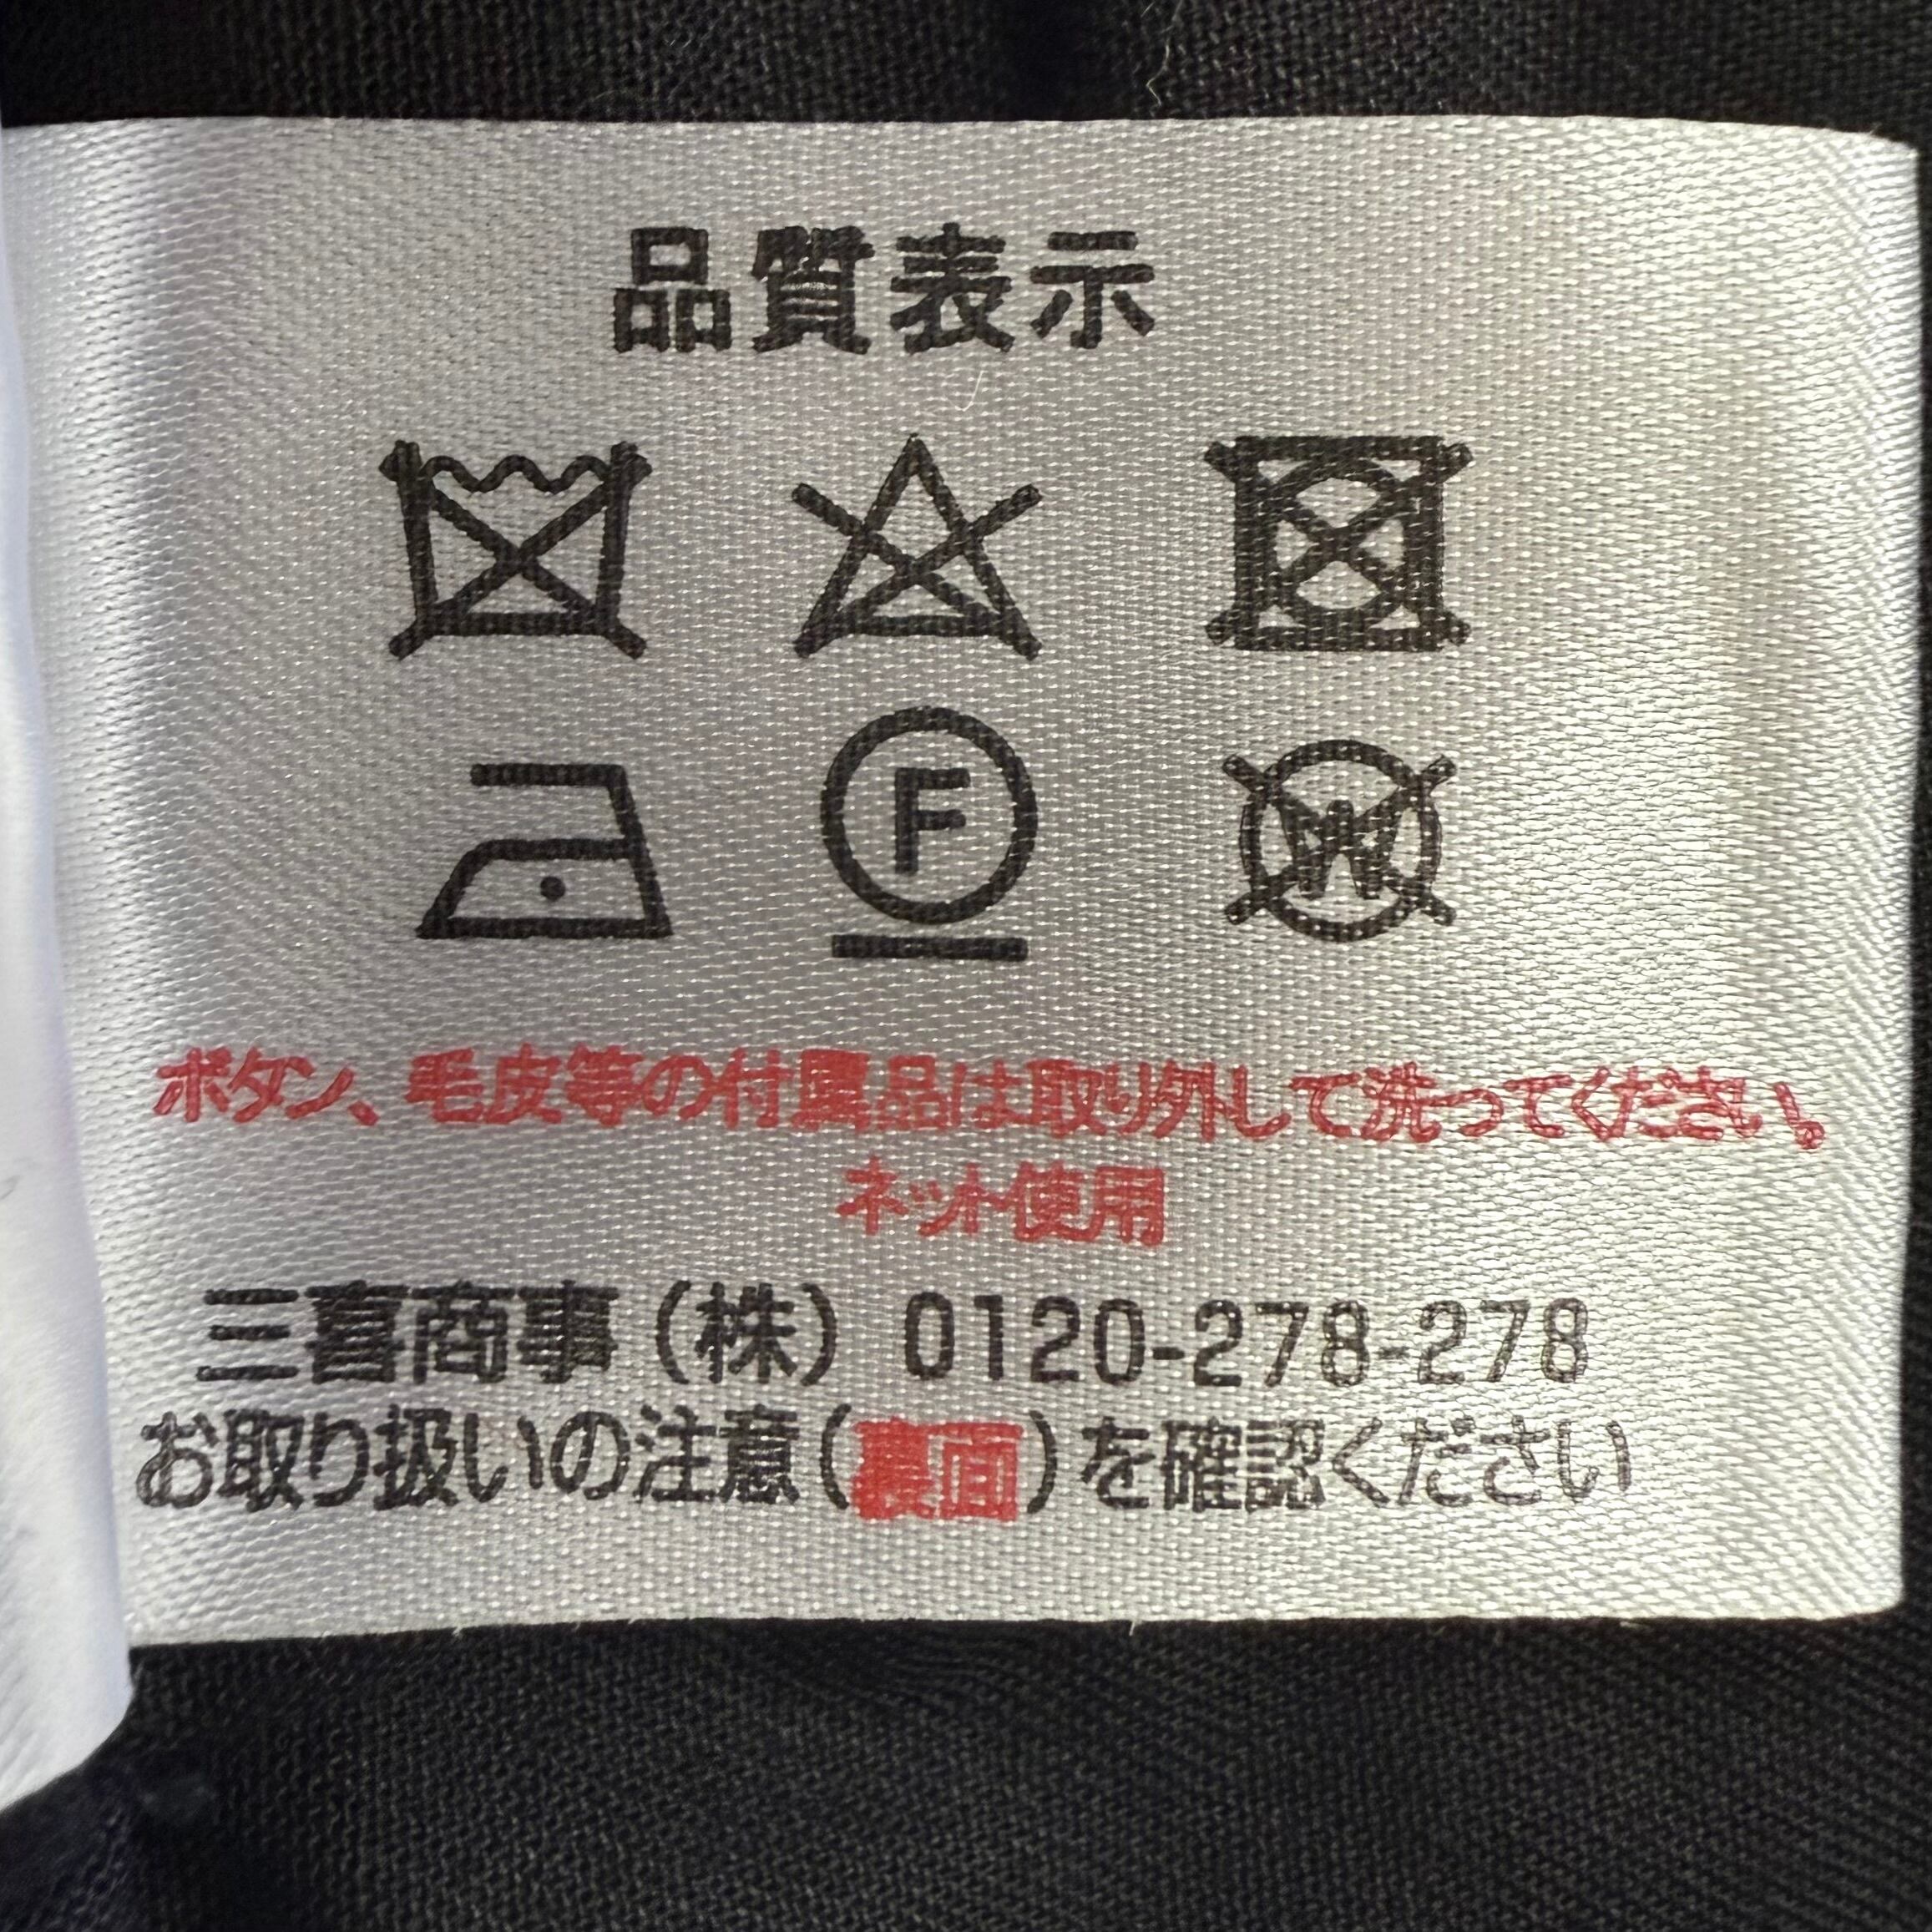 品質表示
F
W
ボタン、毛皮等の付属品は取り外して洗ってください。
ネット使用
三喜商事（株）0120-278-278
お取り扱いの注意（裏面）を確認ください